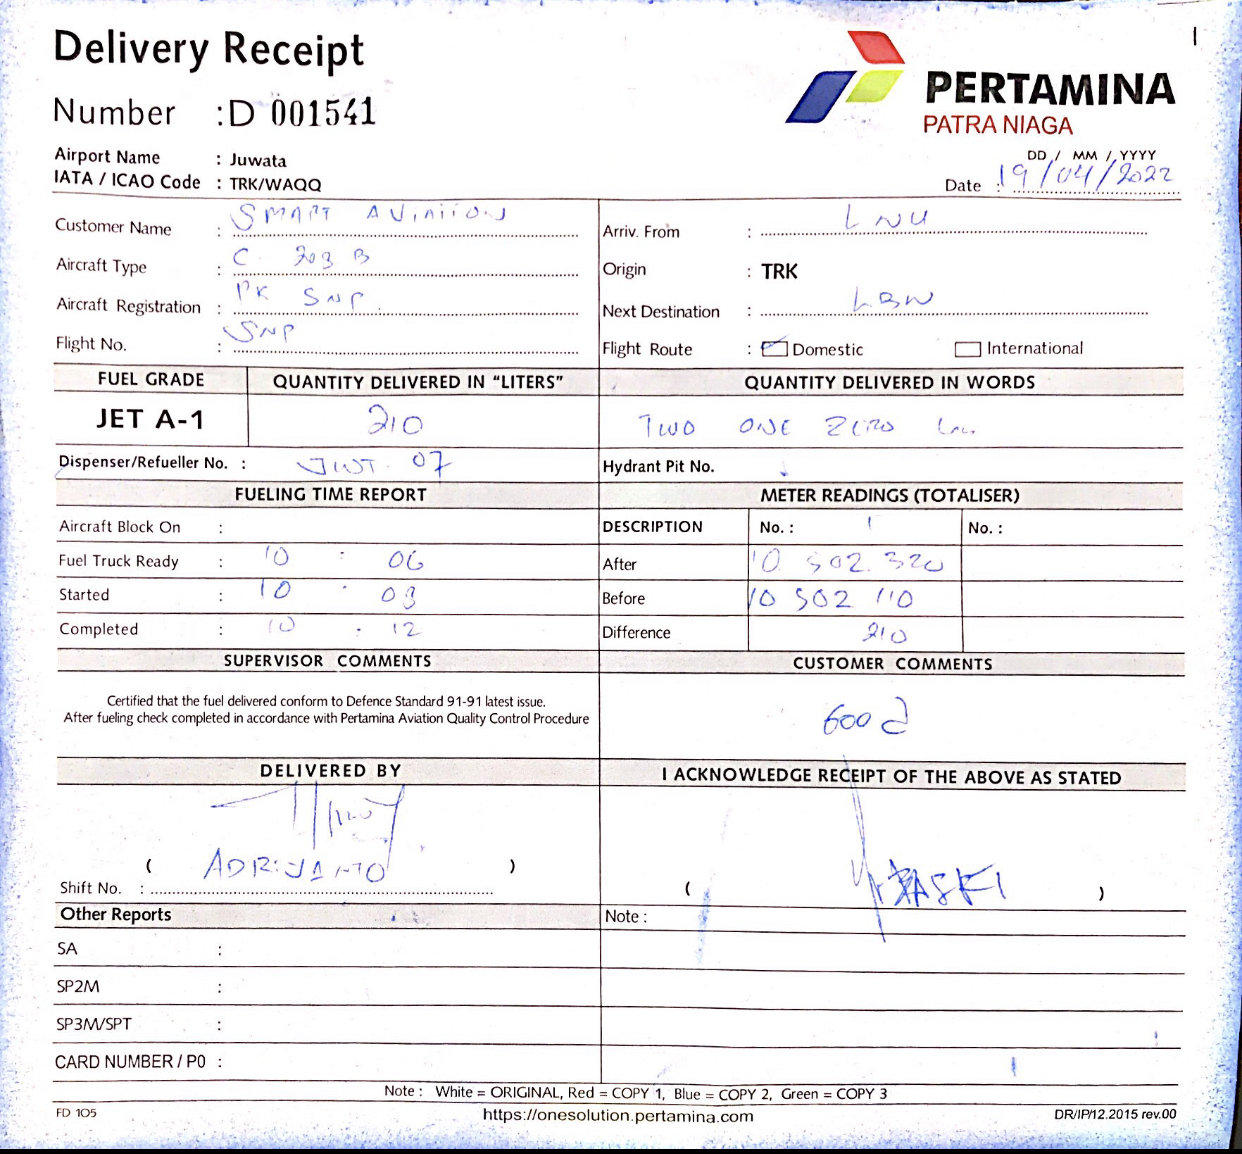 Delivery Receipt
Number : D 001541
PERTAMINA
PATRA NIAGA
Airport Name : Juwata
IATA / ICAO Code : TRK/WAQQ
DD / MM / YYYY
Date : 19/04/2022
Customer Name : SMART AVIATION
Arriv. From : LNU
Aircraft Type : C 208 B
Origin : TRK
Aircraft Registration : PK SNP
Next Destination : LBW
Flight No. : SNP
Flight Route : Domestic International
FUEL GRADE QUANTITY DELIVERED IN "LITERS" QUANTITY DELIVERED IN WORDS
JET A-1 210 TWO ONE ZERO
Dispenser/Refueller No. : JWT. 07 Hydrant Pit No.
FUELING TIME REPORT METER READINGS (TOTALISER)
Aircraft Block On : DESCRIPTION No. : 1 No. :
Fuel Truck Ready : 10 : 06 After 10 502.320
Started : 10 : 08 Before 10 502 110
Completed : 10 : 12 Difference 210
SUPERVISOR COMMENTS CUSTOMER COMMENTS
Certified that the fuel delivered conform to Defence Standard 91-91 latest issue.
After fueling check completed in accordance with Pertamina Aviation Quality Control Procedure
Good
DELIVERED BY I ACKNOWLEDGE RECEIPT OF THE ABOVE AS STATED
( ADRIYANTO )
Shift No. :
( )
Other Reports Note :
SA :
SP2M :
SP3M/SPT :
CARD NUMBER / P0 :
Note : White = ORIGINAL, Red = COPY 1, Blue = COPY 2, Green = COPY 3
FD 105 https://onesolution.pertamina.com DR/IP/12.2015 rev.00